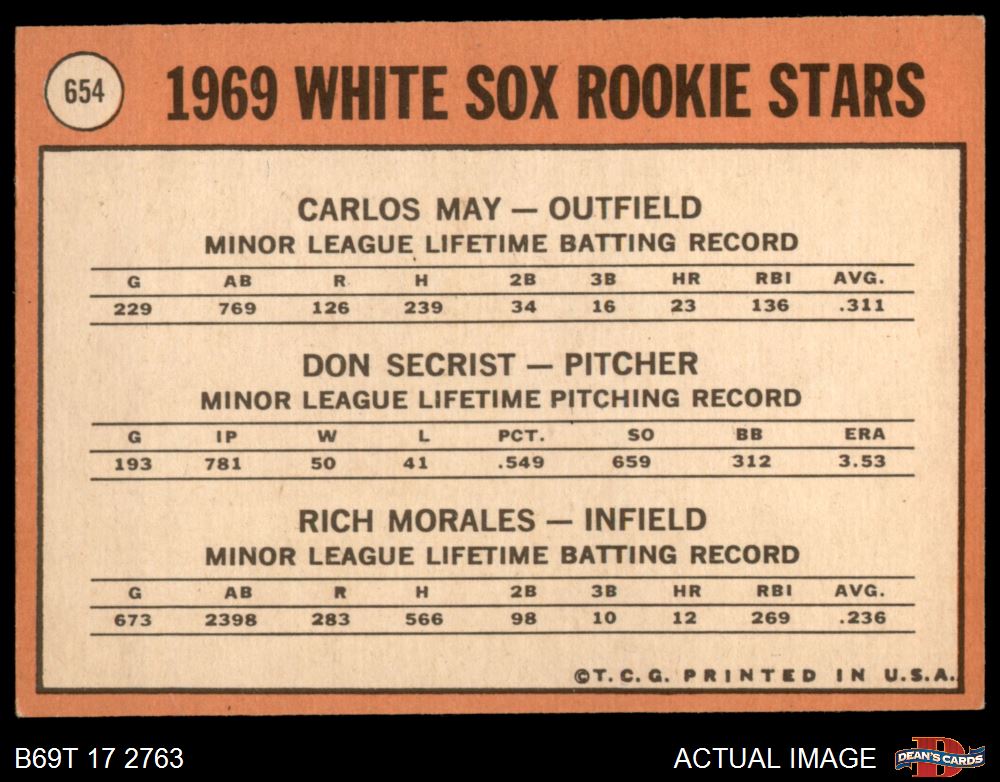 654
1969 WHITE SOX ROOKIE STARS
CARLOS MAY — OUTFIELD
MINOR LEAGUE LIFETIME BATTING RECORD
G AB R H 2B 3B HR RBI AVG.
229 769 126 239 34 16 23 136 .311
DON SECRIST — PITCHER
MINOR LEAGUE LIFETIME PITCHING RECORD
G IP W L PCT. SO BB ERA
193 781 50 41 .549 659 312 3.53
RICH MORALES — INFIELD
MINOR LEAGUE LIFETIME BATTING RECORD
G AB R H 2B 3B HR RBI AVG.
673 2398 283 566 98 10 12 269 .236
©T.C.G. PRINTED IN U.S.A.
B69T 17 2763
ACTUAL IMAGE
D
DEAN'S CARDS